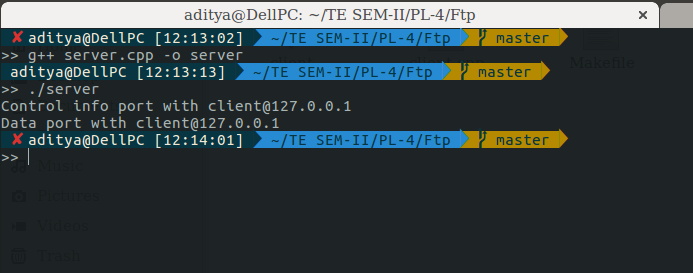 aditya@DellPC: ~/TE SEM-II/PL-4/Ftp ×
✘ aditya@DellPC [12:13:02] ~/TE SEM-II/PL-4/Ftp master
>> g++ server.cpp -o server
aditya@DellPC [12:13:13] ~/TE SEM-II/PL-4/Ftp master
>> ./server
Control info port with client@127.0.0.1
Data port with client@127.0.0.1
✘ aditya@DellPC [12:14:01] ~/TE SEM-II/PL-4/Ftp master
>>
Makefile
Music
Pictures
Videos
Trash